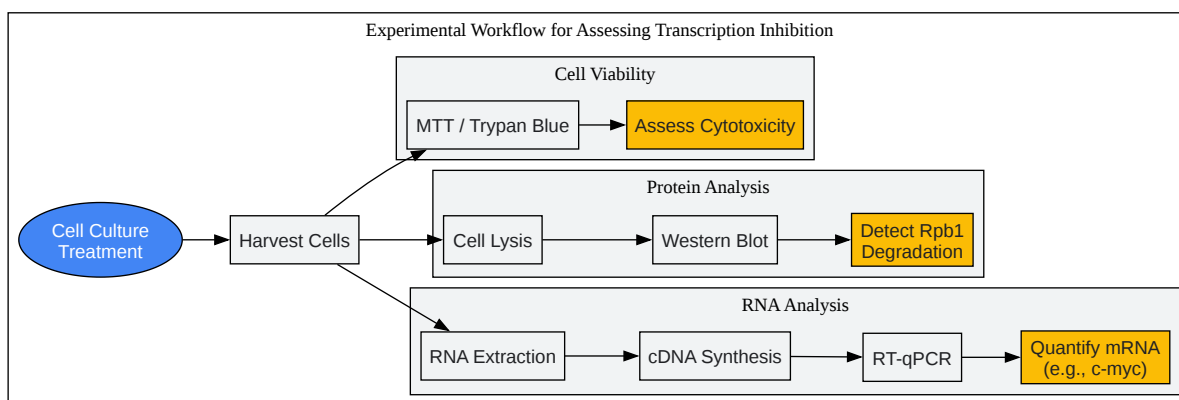 Experimental Workflow for Assessing Transcription Inhibition
Cell Viability
MTT / Trypan Blue
Assess Cytotoxicity
Cell Culture
Treatment
Harvest Cells
Protein Analysis
Cell Lysis
Western Blot
Detect Rpb1
Degradation
RNA Analysis
RNA Extraction
cDNA Synthesis
RT-qPCR
Quantify mRNA
(e.g., c-myc)